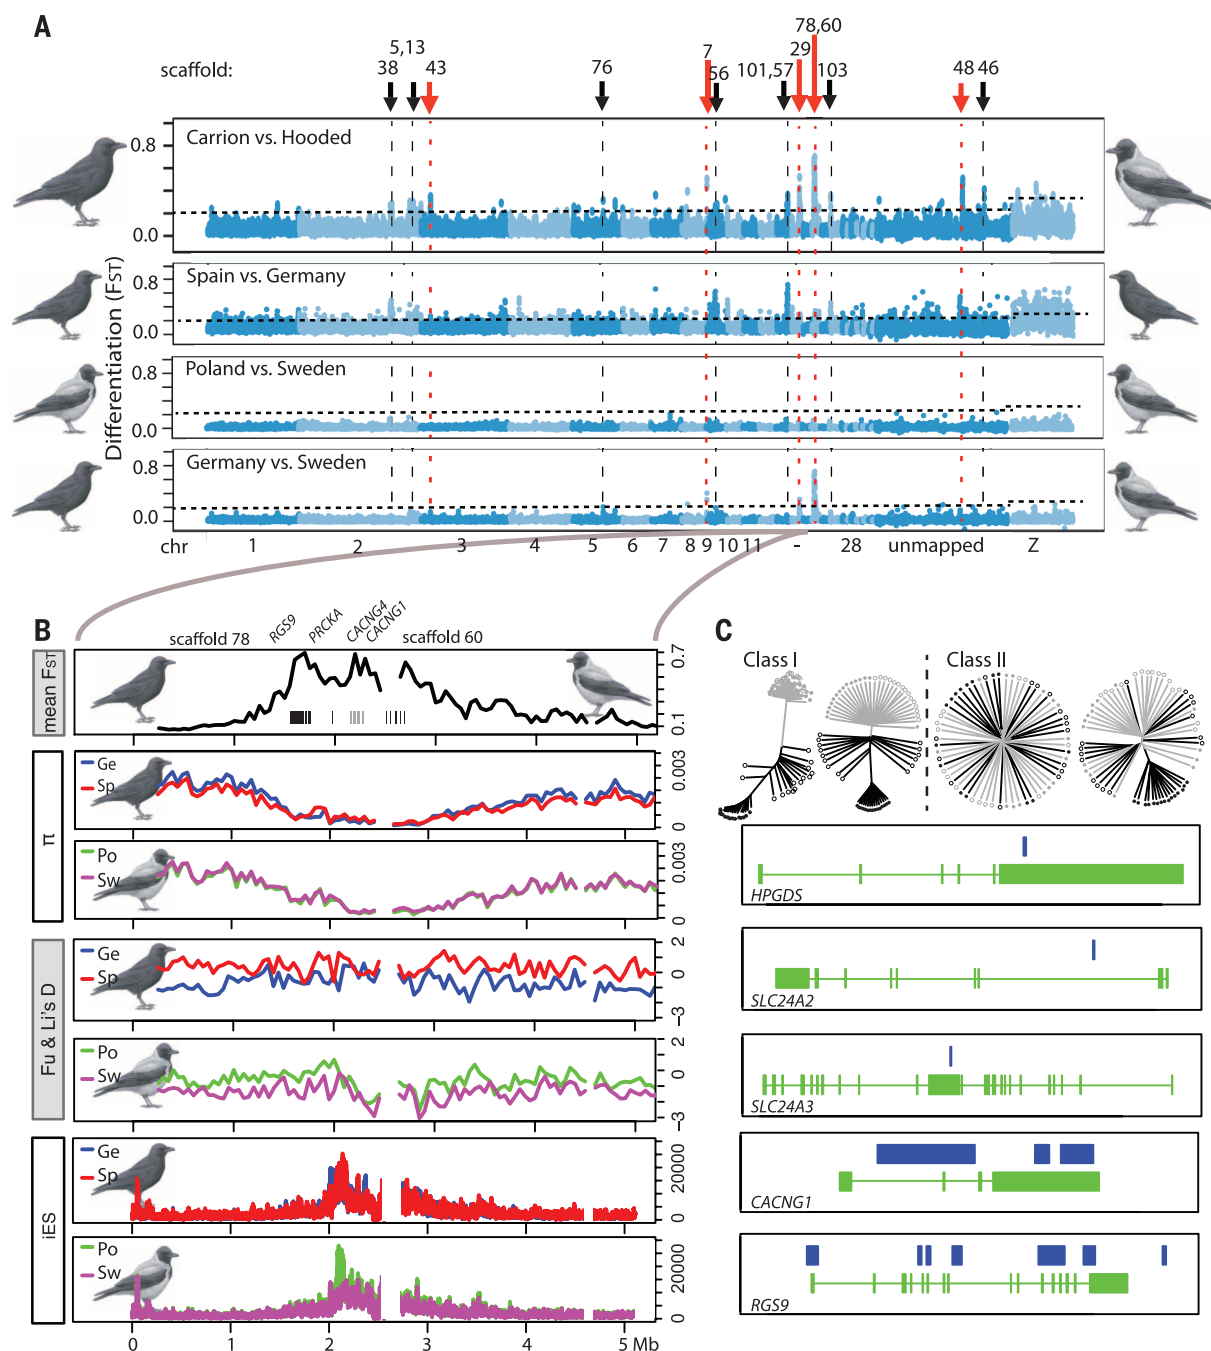 A
78,60
5,13
7
29
scaffold:
38
43
76
56
101,57
103
48
46
Carrion vs. Hooded
0.8
0.0
Spain vs. Germany
0.8
0.0
Poland vs. Sweden
0.8
0.0
Germany vs. Sweden
0.8
0.0
Differentiation (FST)
chr 1 2 3 4 5 6 7 8 9 10 11 - 28 unmapped Z
B
scaffold 78
RGS9
PRCKA
CACNG4
CACNG1
scaffold 60
mean FST
0.7
0.1
π
Ge
Sp
0.003
0
Po
Sw
0.003
0
Fu & Li's D
Ge
Sp
2
0
−3
Po
Sw
2
0
−3
iES
Ge
Sp
20000
0
Po
Sw
20000
0
0 1 2 3 4 5 Mb
C
Class I
Class II
HPGDS
SLC24A2
SLC24A3
CACNG1
RGS9